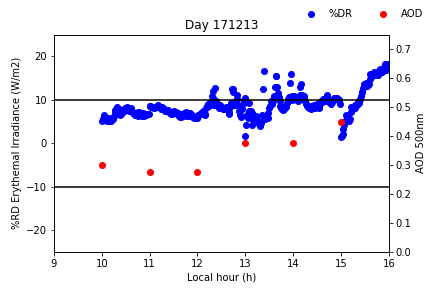 %DR AOD
Day 171213
%RD Erythemal Irradiance (W/m2)
20
10
0
−10
−20
0.7
0.6
0.5
0.4
0.3
0.2
0.1
0.0
AOD 500nm
9 10 11 12 13 14 15 16
Local hour (h)